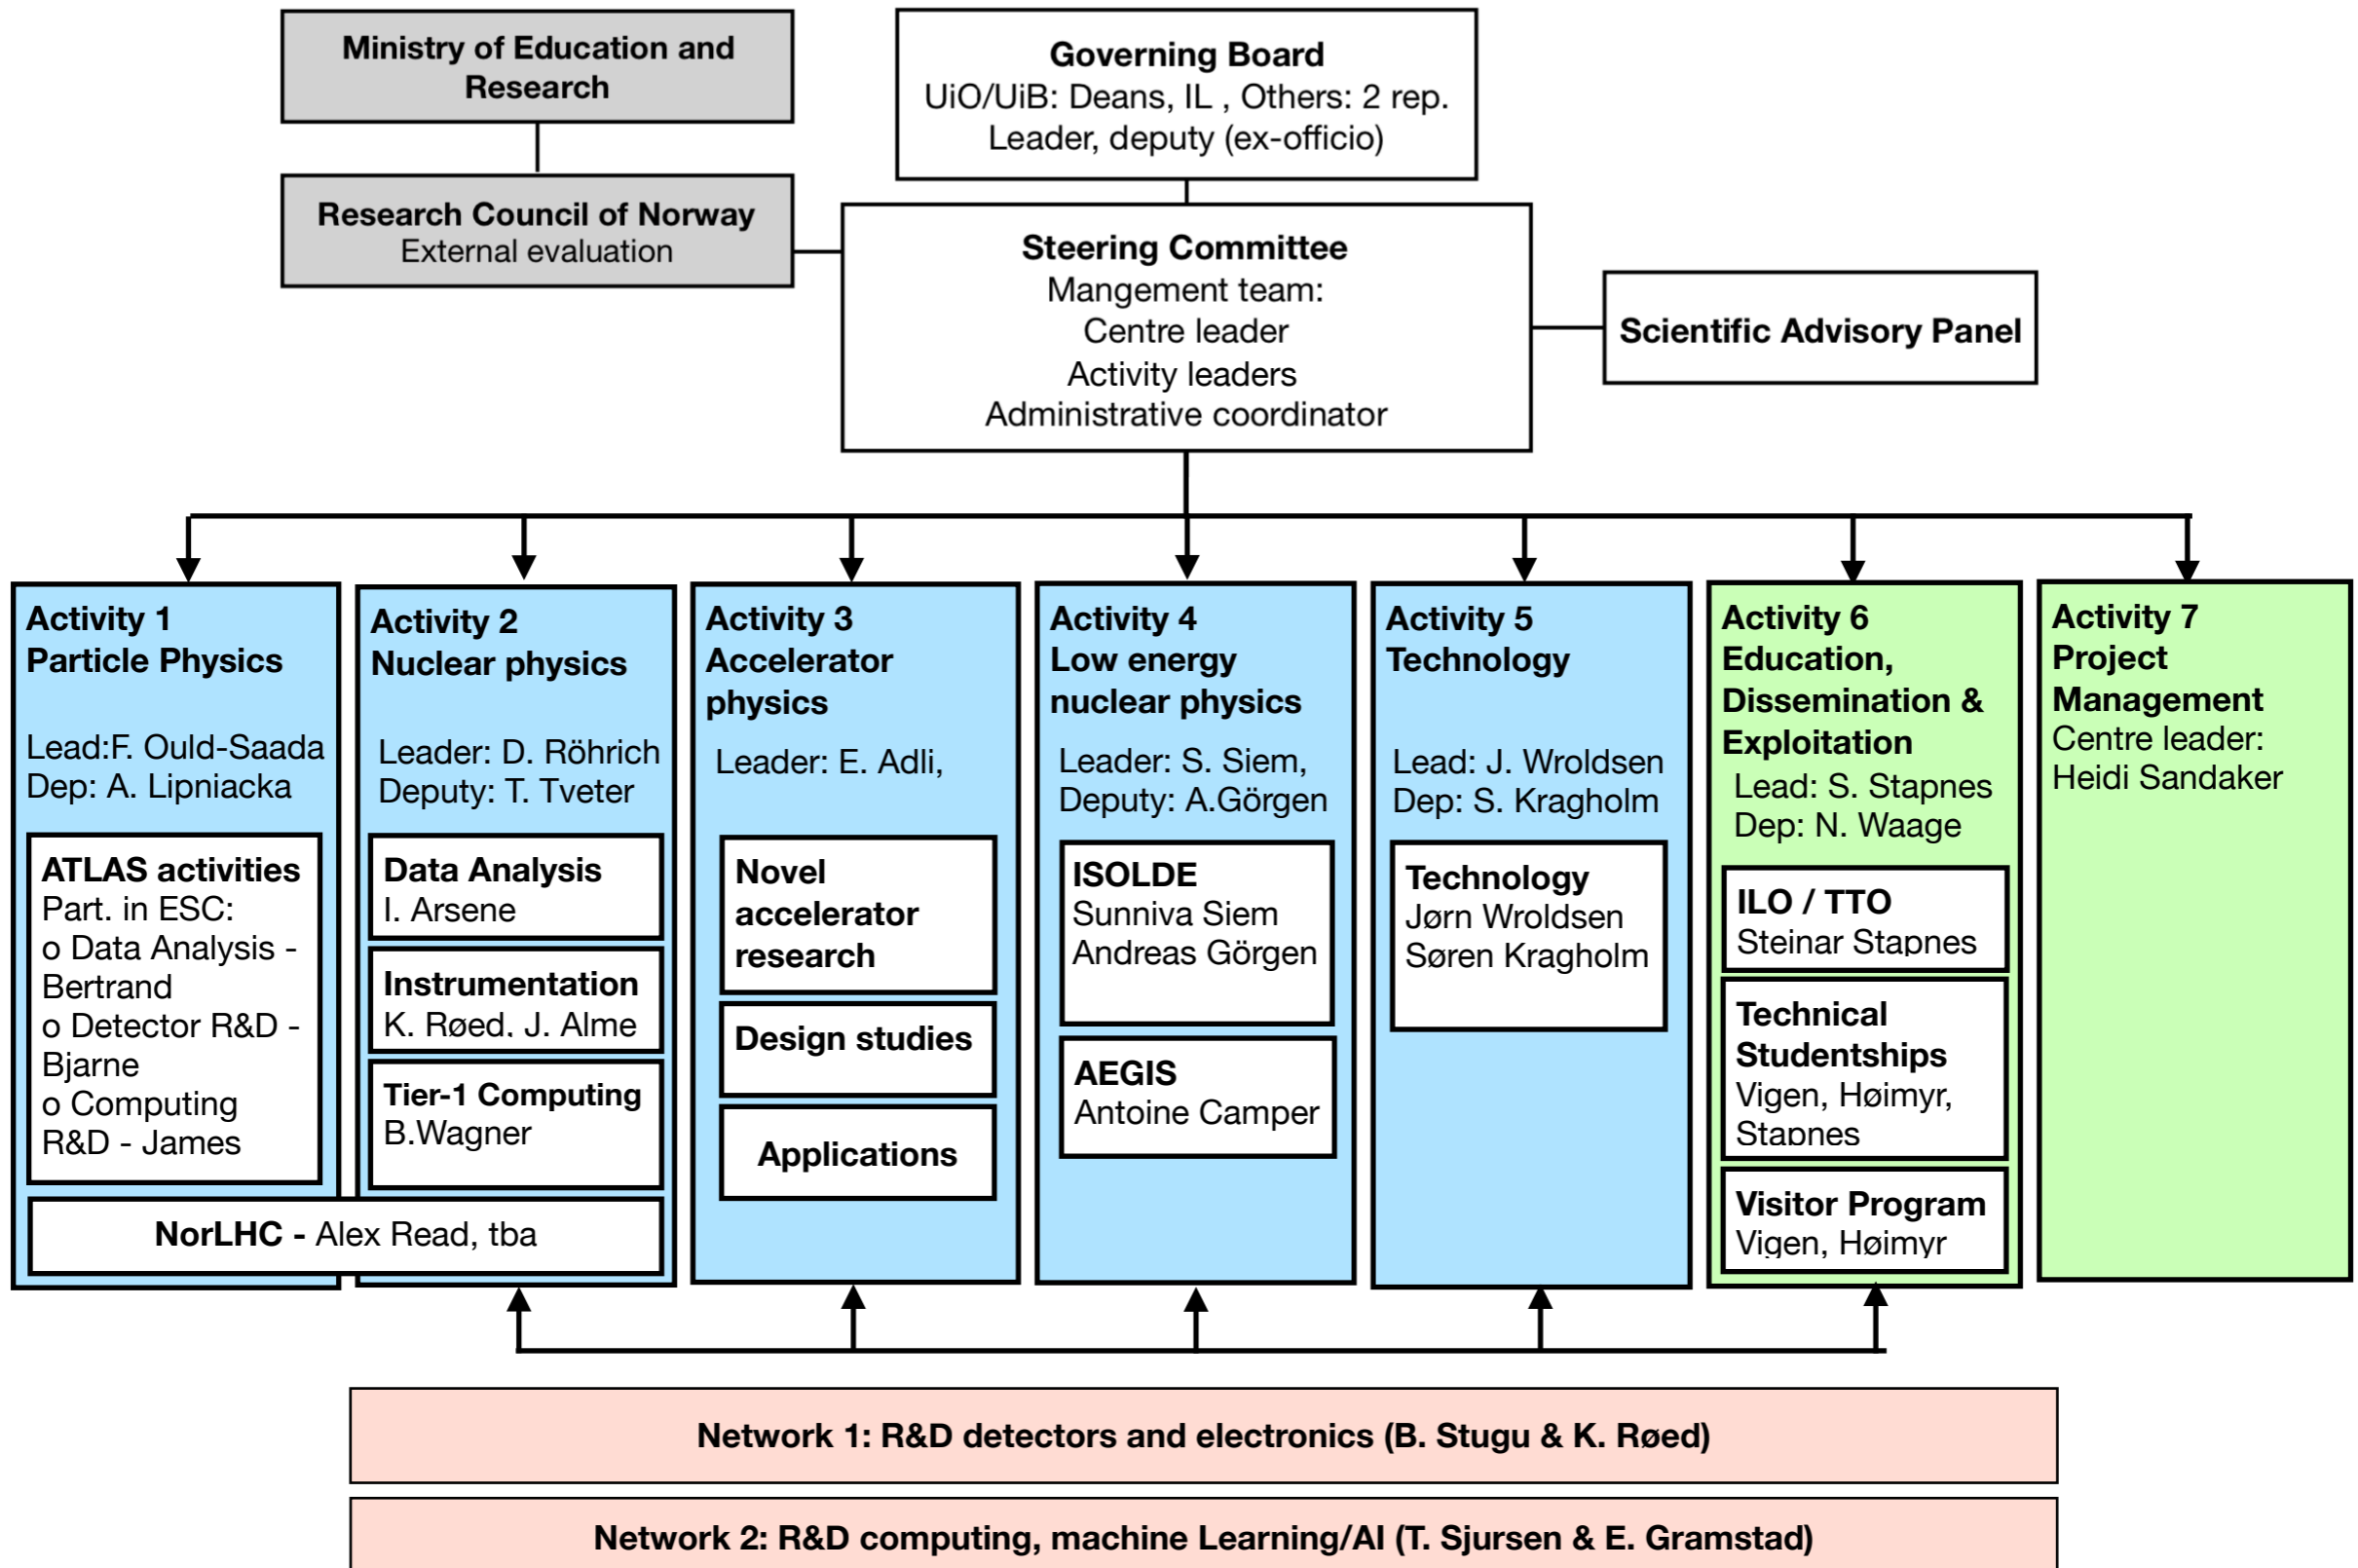 Ministry of Education and
Research
Research Council of Norway
External evaluation
Governing Board
UiO/UiB: Deans, IL , Others: 2 rep.
Leader, deputy (ex-officio)
Steering Committee
Mangement team:
Centre leader
Activity leaders
Administrative coordinator
Scientific Advisory Panel
Activity 1
Particle Physics
Lead:F. Ould-Saada
Dep: A. Lipniacka
ATLAS activities
Part. in ESC:
o Data Analysis -
Bertrand
o Detector R&D -
Bjarne
o Computing
R&D - James
Activity 2
Nuclear physics
Leader: D. Röhrich
Deputy: T. Tveter
Data Analysis
I. Arsene
Instrumentation
K. Røed, J. Alme
Tier-1 Computing
B.Wagner
NorLHC - Alex Read, tba
Activity 3
Accelerator
physics
Leader: E. Adli,
Novel
accelerator
research
Design studies
Applications
Activity 4
Low energy
nuclear physics
Leader: S. Siem,
Deputy: A.Görgen
ISOLDE
Sunniva Siem
Andreas Görgen
AEGIS
Antoine Camper
Activity 5
Technology
Lead: J. Wroldsen
Dep: S. Kragholm
Technology
Jørn Wroldsen
Søren Kragholm
Activity 6
Education,
Dissemination &
Exploitation
Lead: S. Stapnes
Dep: N. Waage
ILO / TTO
Steinar Stapnes
Technical
Studentships
Vigen, Høimyr,
Stapnes
Visitor Program
Vigen, Høimyr
Activity 7
Project
Management
Centre leader:
Heidi Sandaker
Network 1: R&D detectors and electronics (B. Stugu & K. Røed)
Network 2: R&D computing, machine Learning/AI (T. Sjursen & E. Gramstad)